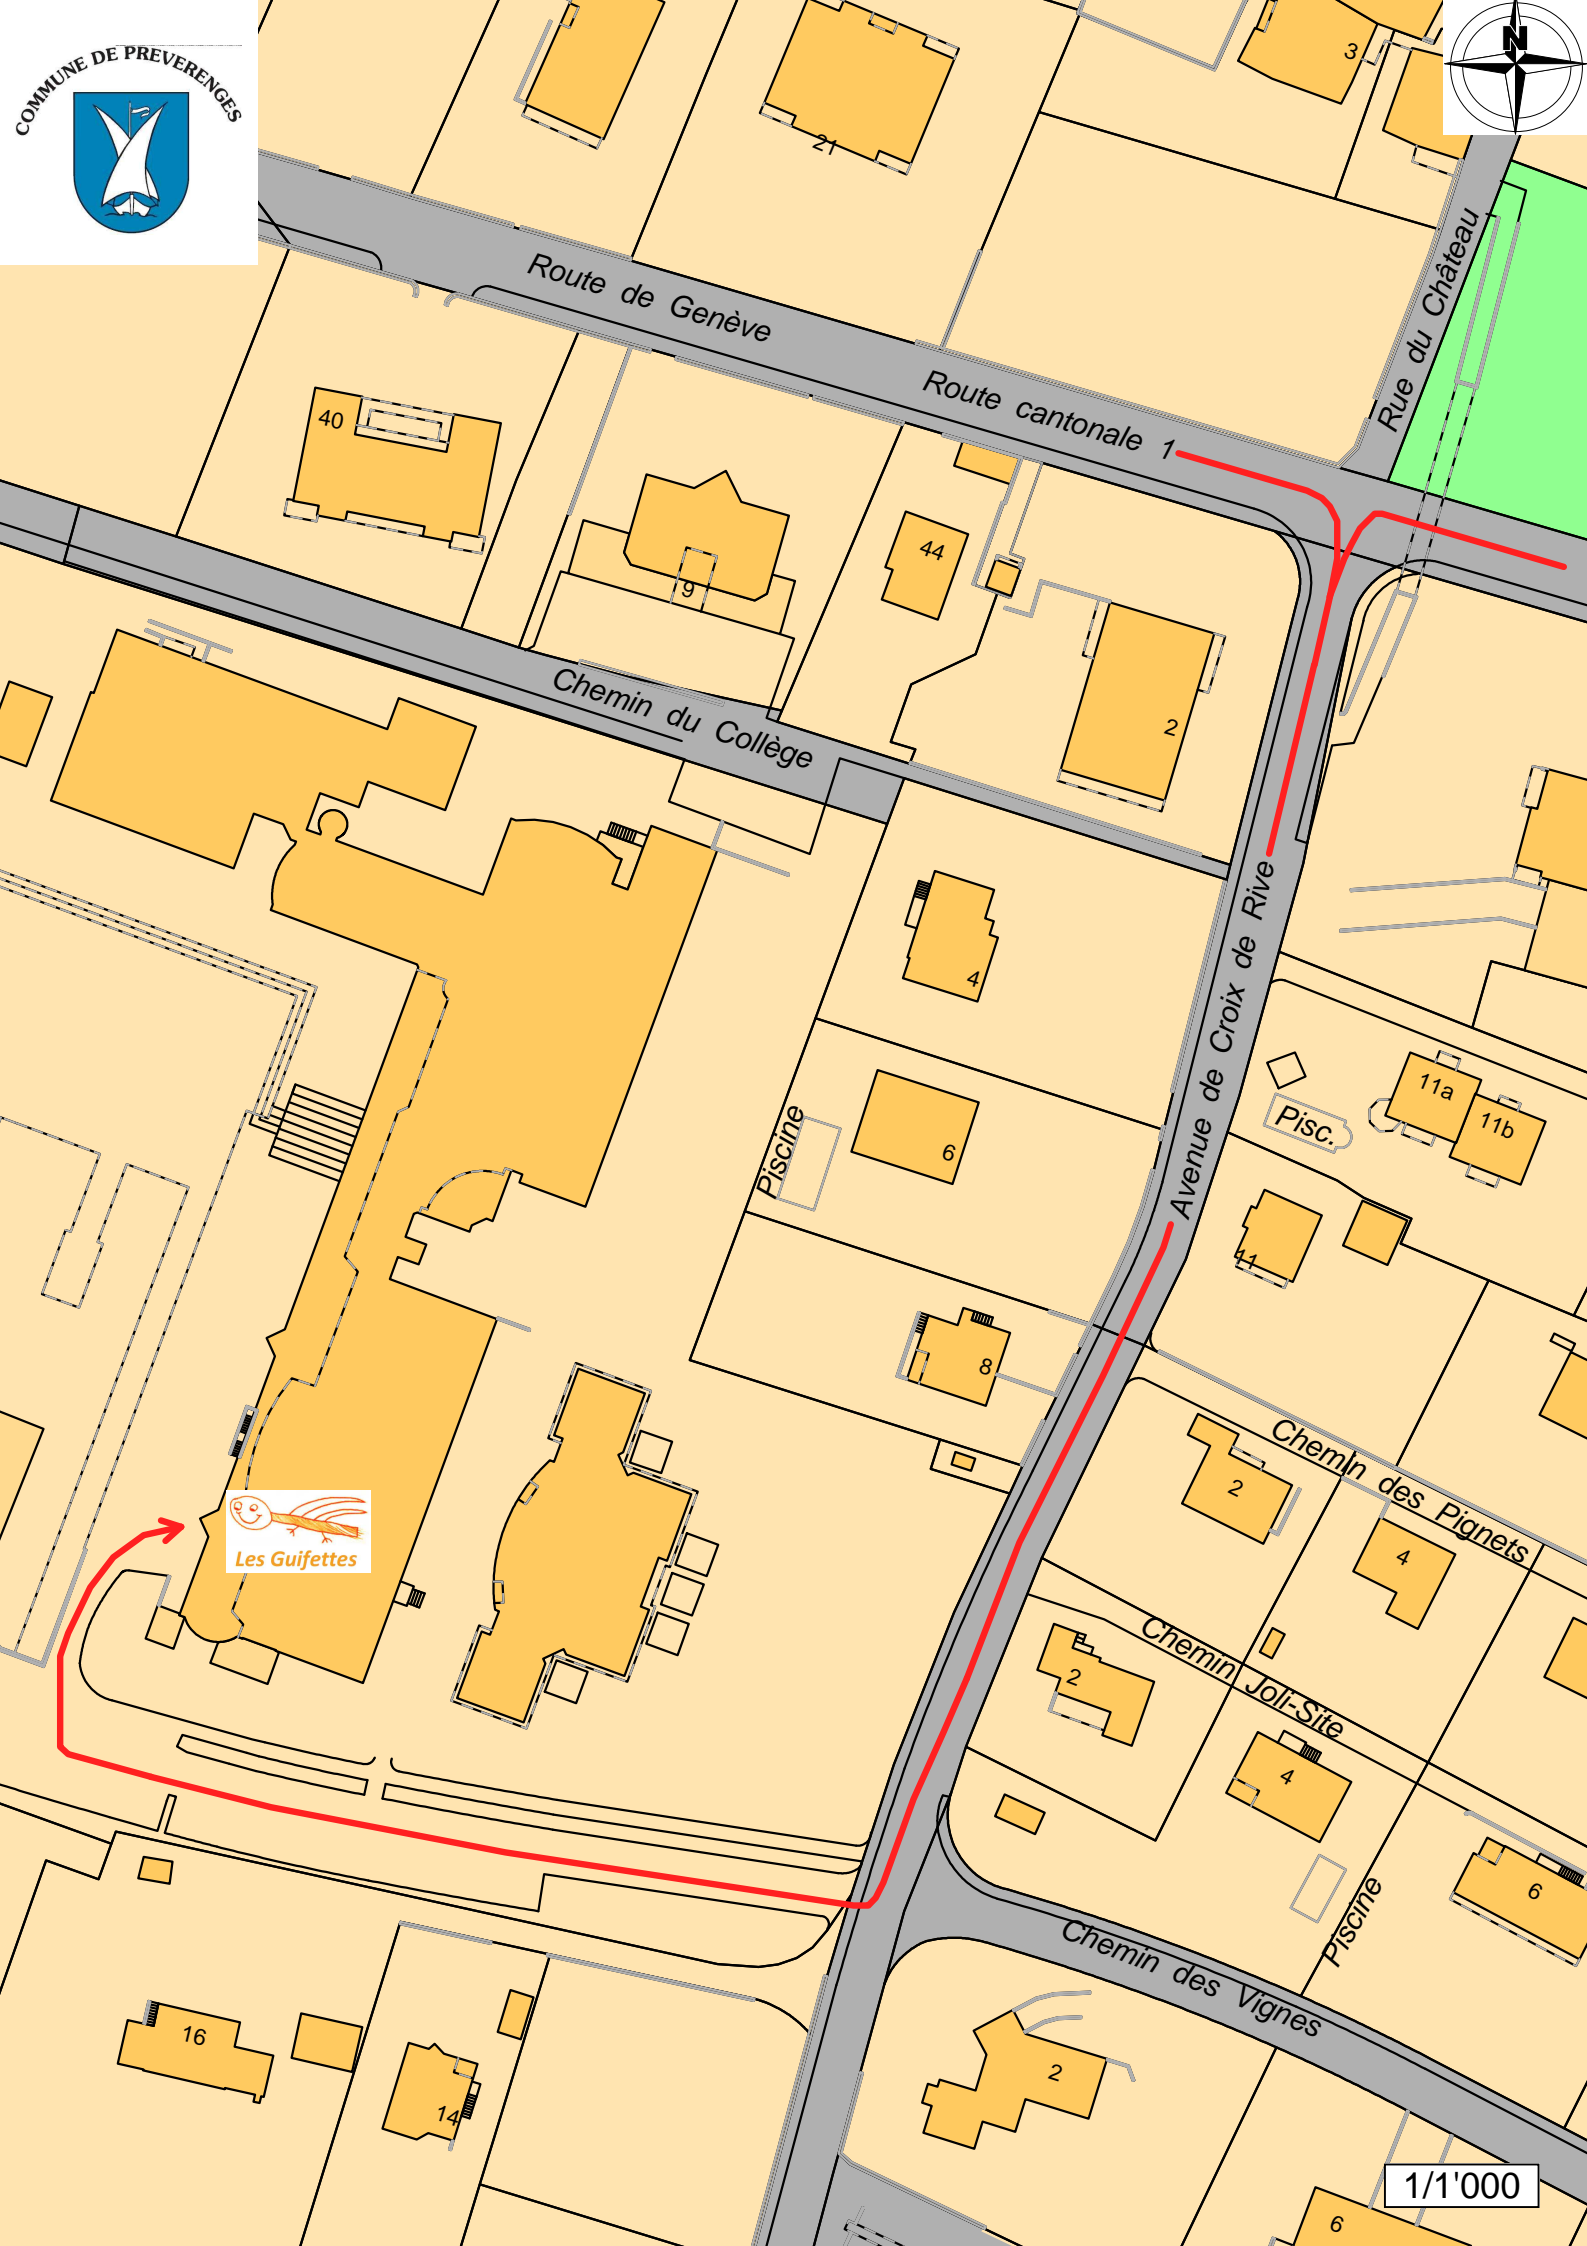 COMMUNE DE PREVERENGES
N
3
21
Route de Genève
Route cantonale 1
Rue du Château
40
9
44
2
Chemin du Collège
4
Avenue de Croix de Rive
11a
11b
Pisc.
Piscine
6
11
8
Chemin des Pignets
2
4
Les Guifettes
Chemin Joli-Site
2
4
6
Piscine
Chemin des Vignes
16
14
2
1/1'000
6